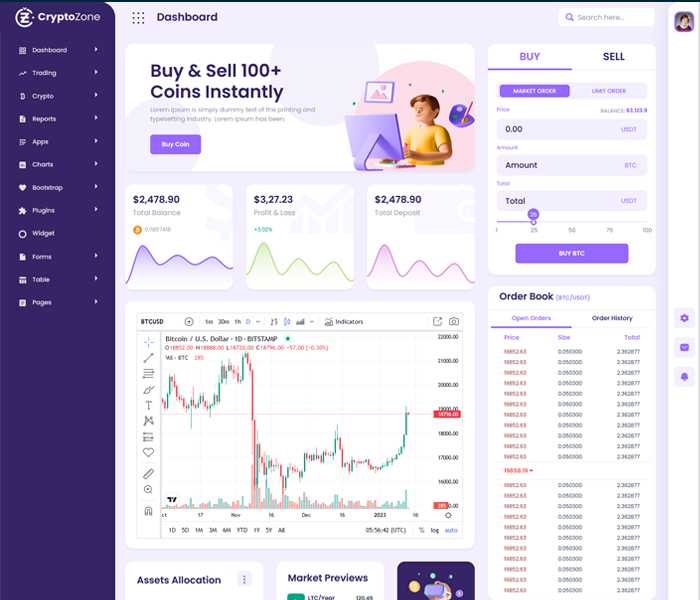 CryptoZone
Dashboard
Search here..
Dashboard
Trading
Crypto
Reports
Apps
Charts
Bootstrap
Plugins
Widget
Forms
Table
Pages
Buy & Sell 100+
Coins Instantly
Lorem Ipsum is simply dummy text of the printing and
typesetting industry. Lorem Ipsum has been.
Buy Coin
$2,478.90
Total Balance
0.11857418
$3,27.23
Profit & Loss
+3.02%
$2,478.90
Total Deposit
BTCUSD
1m 30m 1h D
Indicators
Bitcoin / U.S. Dollar · 1D · BITSTAMP
O18852.00 H18888.00 L18720.00 C18796.00 -57.00 (-0.30%)
Vol · BTC 285
22000.00
21000.00
20000.00
19000.00
18796.00
18000.00
17000.00
16000.00
285
ct 17 Nov 16 Dec 16 2023 16
1D 5D 1M 3M 6M YTD 1Y 5Y All
05:56:42 (UTC) % log auto
Assets Allocation
Market Previews
LTC/Year
120.45
BUY SELL
MARKET ORDER LIMIT ORDER
Price
BALANCE: $3,123.9
0.00 USDT
Amount
Amount BTC
Total
Total USDT
25
1 25 50 75 100
BUY BTC
Order Book (BTC/USDT)
Open Orders Order History
Price Size Total
19852.63 0.050300 2.362877
19852.63 0.050300 2.362877
19852.63 0.050300 2.362877
19852.63 0.050300 2.362877
19852.63 0.050300 2.362877
19852.63 0.050300 2.362877
19852.63 0.050300 2.362877
19852.63 0.050300 2.362877
19852.63 0.050300 2.362877
19852.63 0.050300 2.362877
19852.63 0.050300 2.362877
19858.19
19852.63 0.050300 2.362877
19852.63 0.050300 2.362877
19852.63 0.050300 2.362877
19852.63 0.050300 2.362877
19852.63 0.050300 2.362877
19852.63 0.050300 2.362877
19852.63 0.050300 2.362877
19852.63 0.050300 2.362877
19852.63 0.050300 2.362877
19852.63 0.050300 2.362877
19852.63 0.050300 2.362877